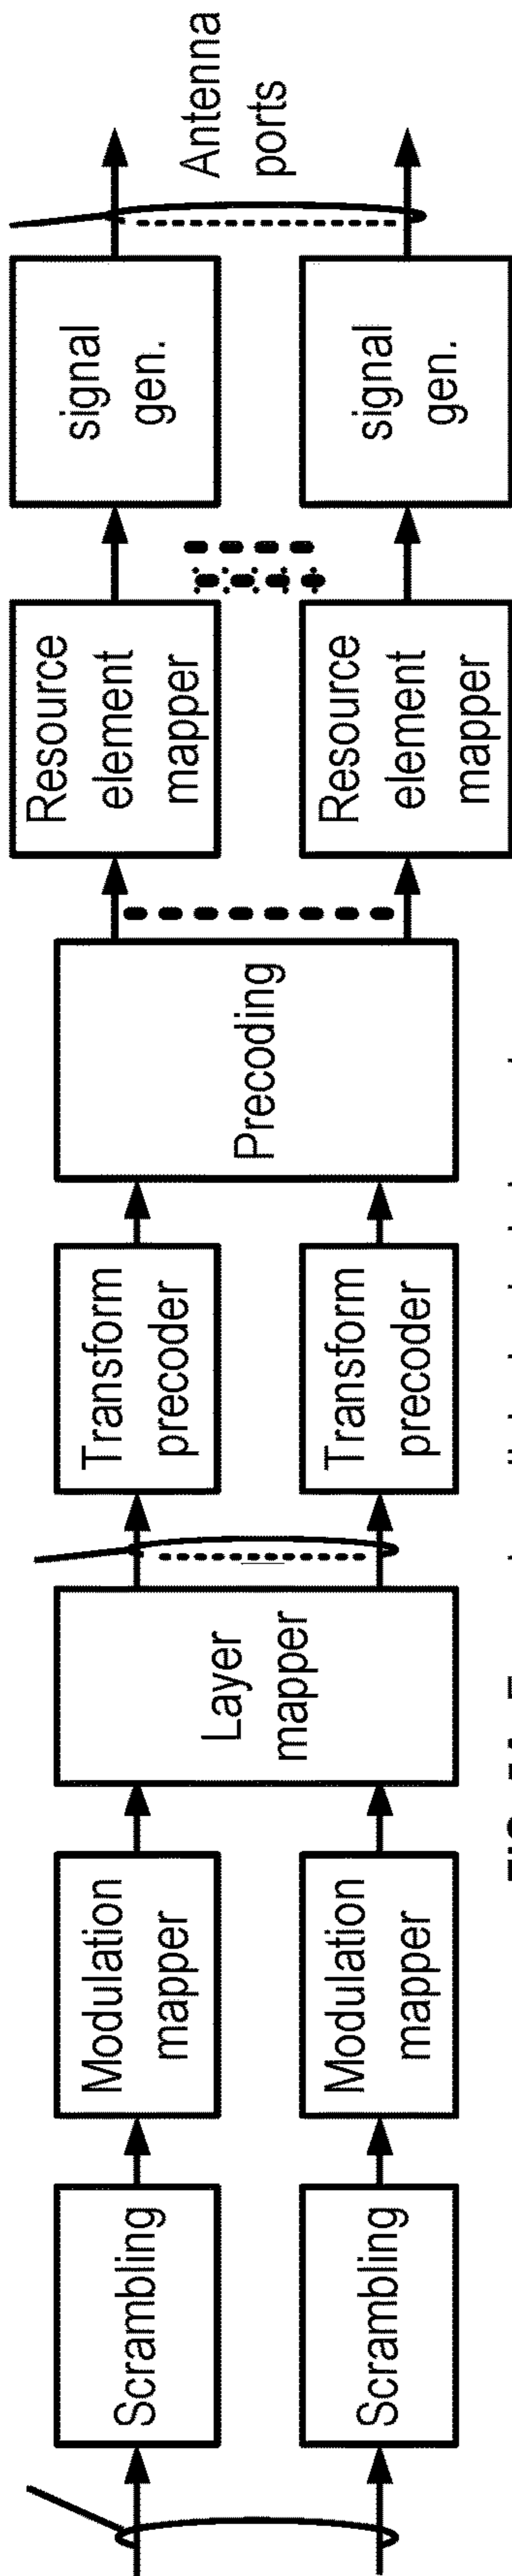 Scrambling
Modulation
mapper
Layer
mapper
Transform
precoder
Precoding
Resource
element
mapper
signal
gen.
Antenna
ports
Scrambling
Modulation
mapper
Transform
precoder
Resource
element
mapper
signal
gen.